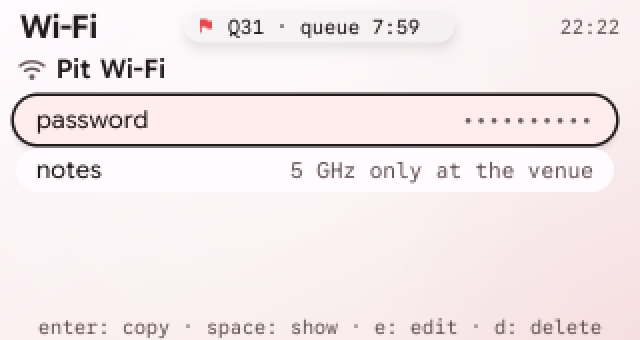 Wi-Fi Q31 · queue 7:59 22:22
Pit Wi-Fi
password ••••••••••
notes 5 GHz only at the venue
enter: copy · space: show · e: edit · d: delete